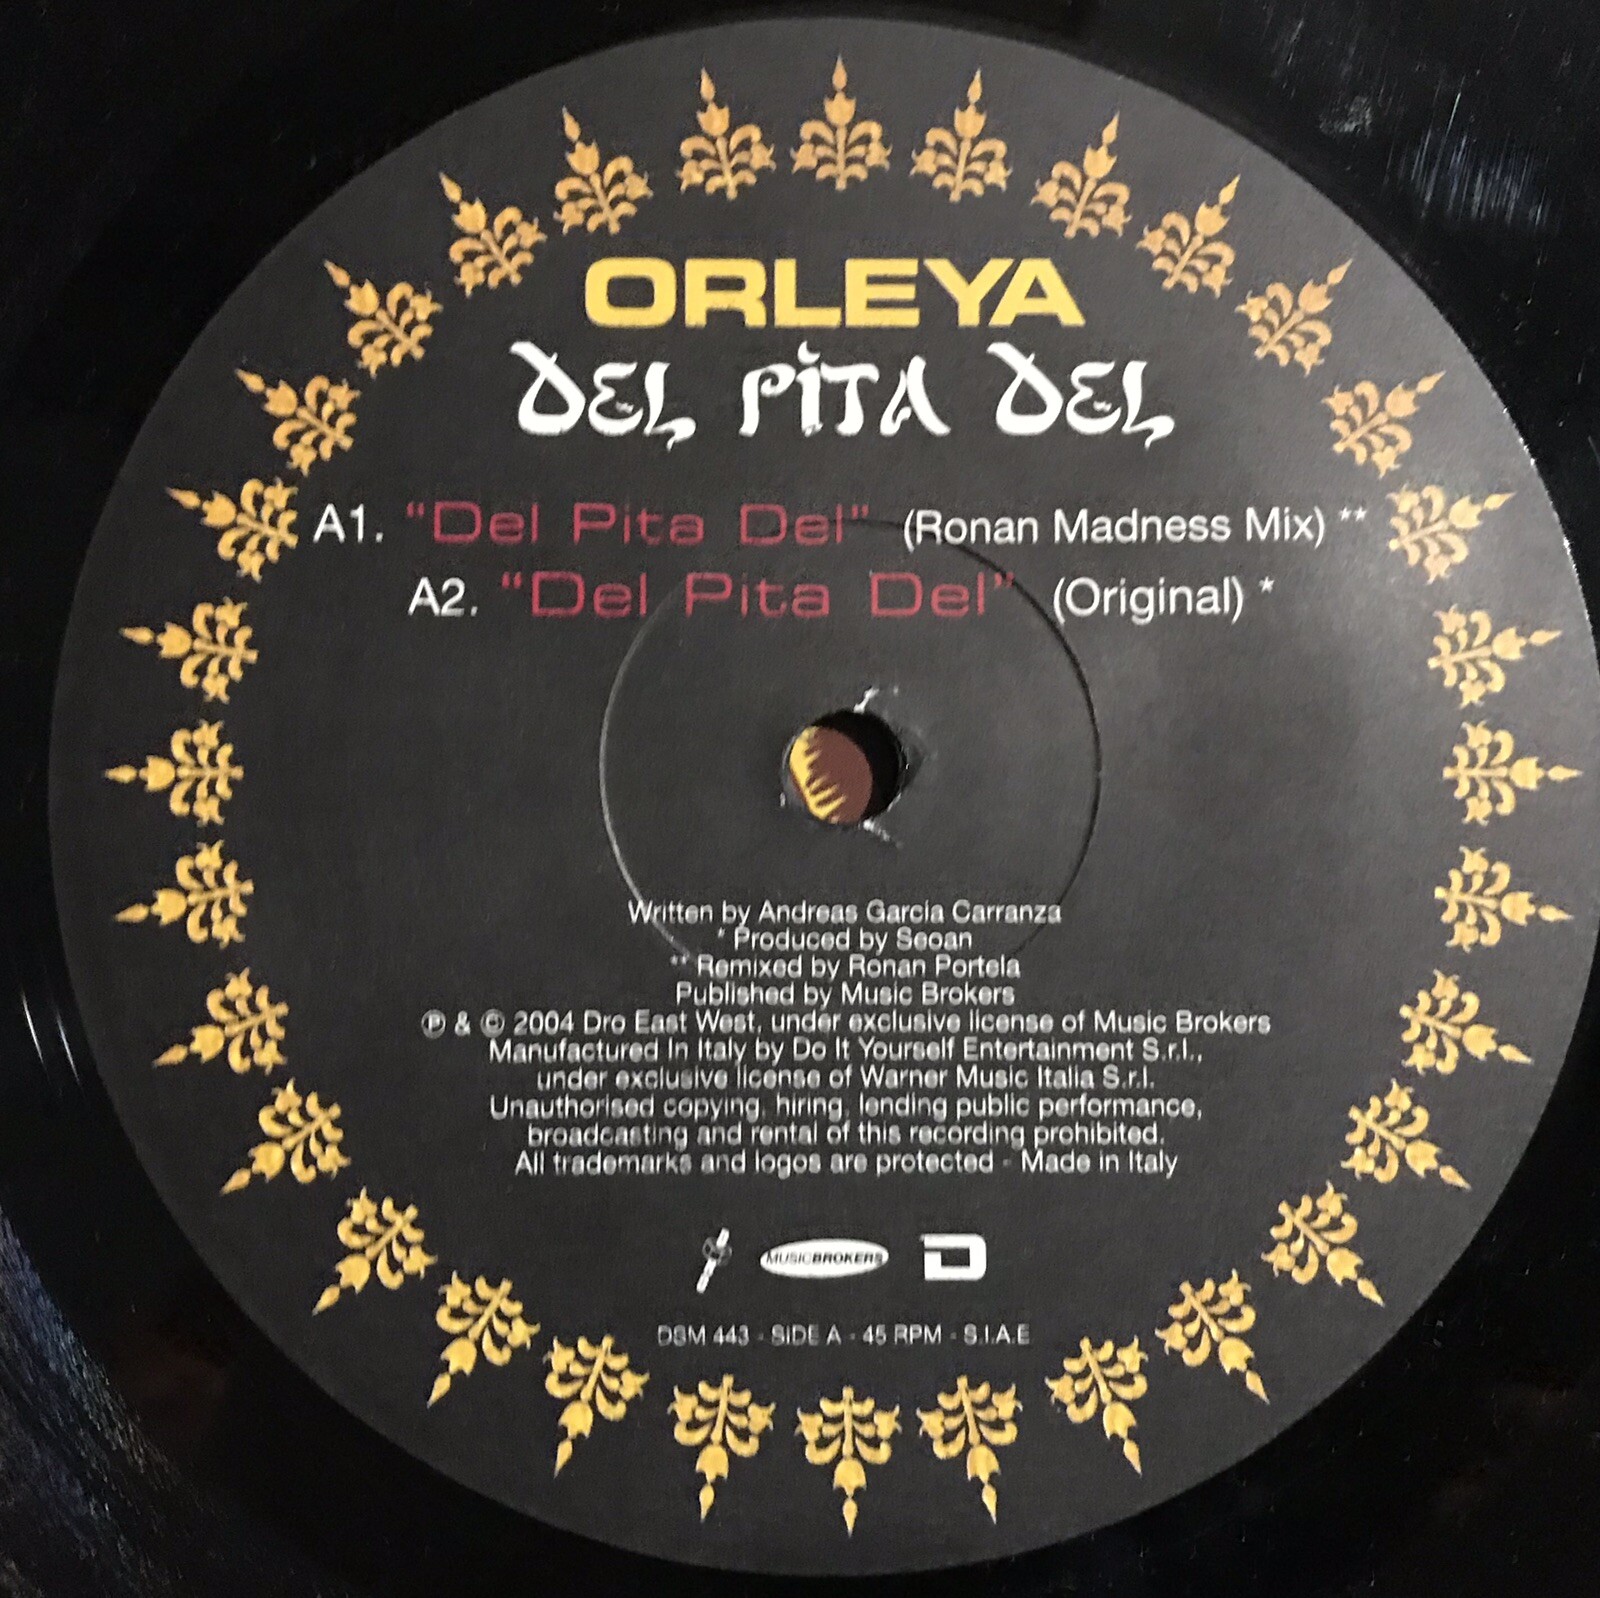 ORLEYA
DEL PITA DEL
A1. "Del Pita Del" (Ronan Madness Mix) **
A2. "Del Pita Del" (Original) *
Written by Andreas Garcia Carranza
* Produced by Seoan
** Remixed by Ronan Portela
Published by Music Brokers
℗ & © 2004 Dro East West, under exclusive license of Music Brokers
Manufactured In Italy by Do It Yourself Entertainment S.r.l.,
under exclusive license of Warner Music Italia S.r.l.
Unauthorised copying, hiring, lending public performance,
broadcasting and rental of this recording prohibited.
All trademarks and logos are protected - Made in Italy
MUSICBROKERS D
DSM 443 - SIDE A - 45 RPM - S.I.A.E